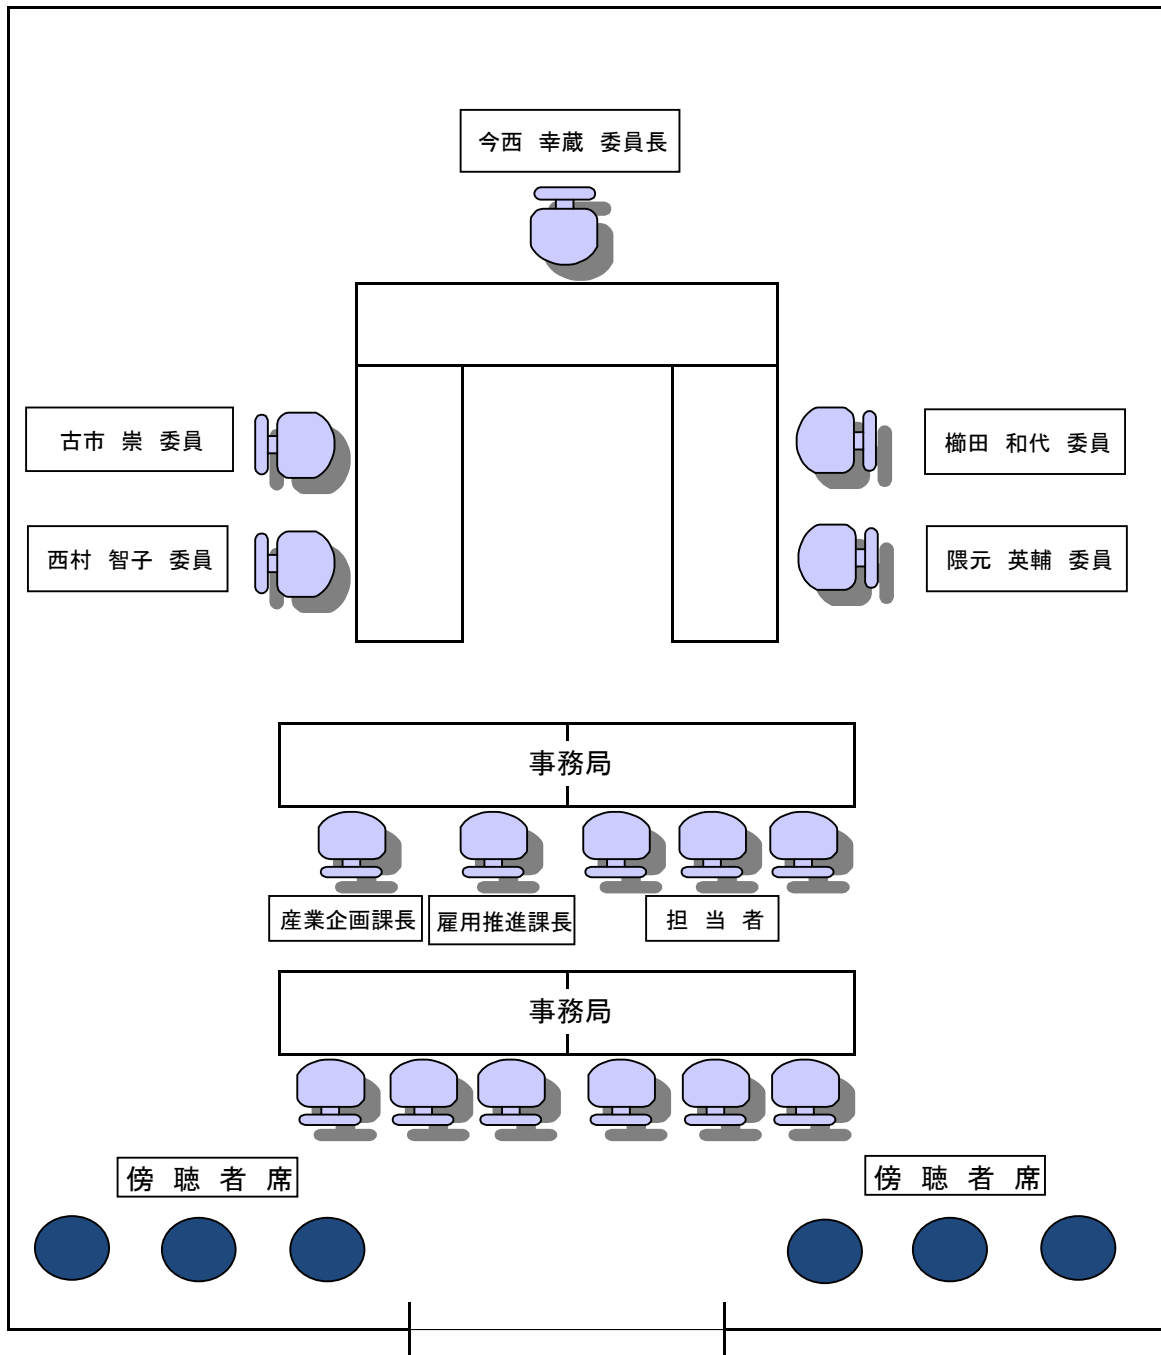 今西 幸蔵 委員長
古市 崇 委員
櫛田 和代 委員
西村 智子 委員
隈元 英輔 委員
事務局
産業企画課長
雇用推進課長
担 当 者
事務局
傍 聴 者 席
傍 聴 者 席